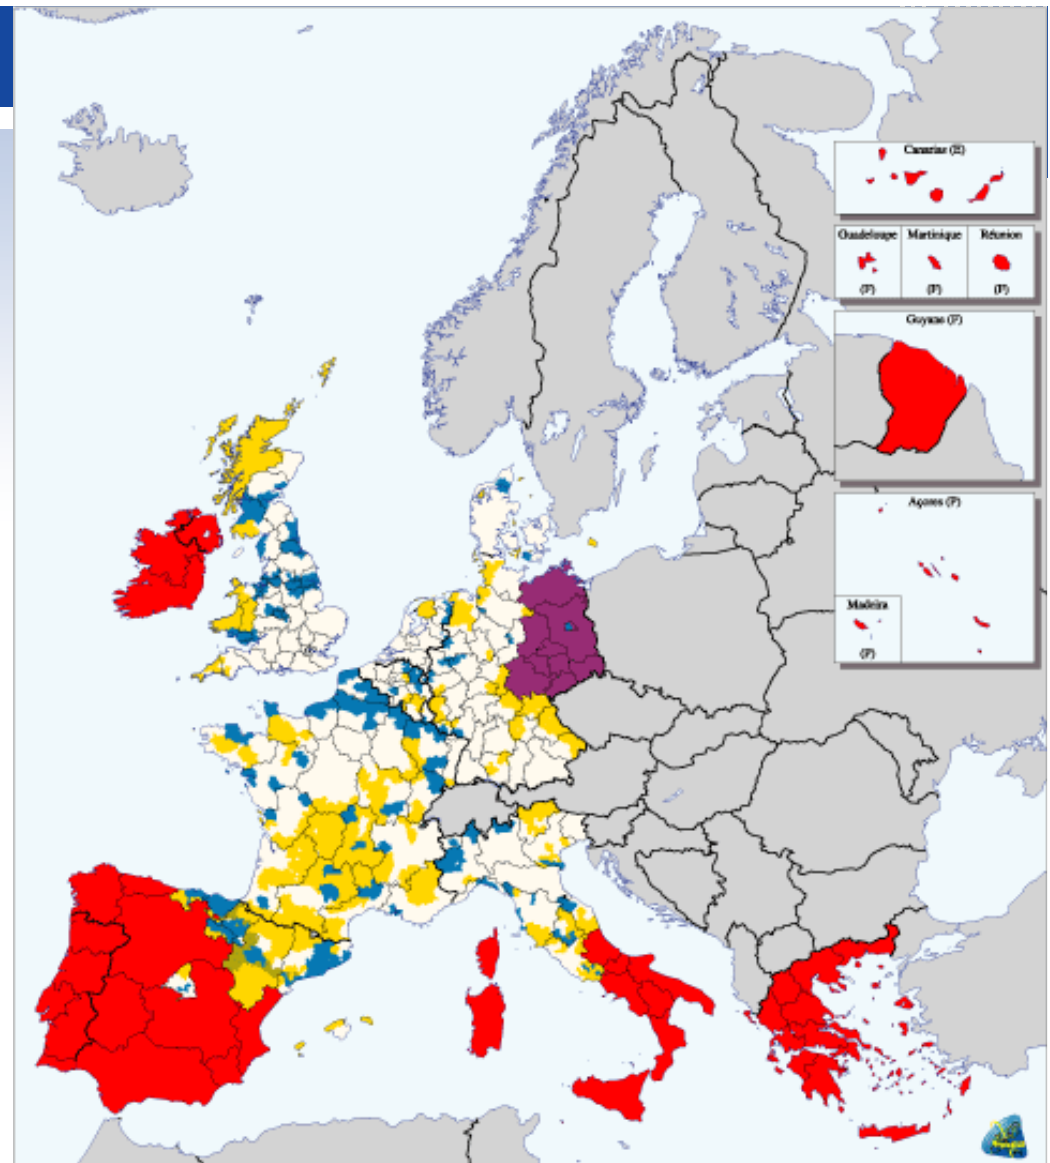 Canarias (E)
Guadeloupe
Martinique
Réunion
(F)
(F)
(F)
Guyane (F)
Açores (P)
Madeira
(P)